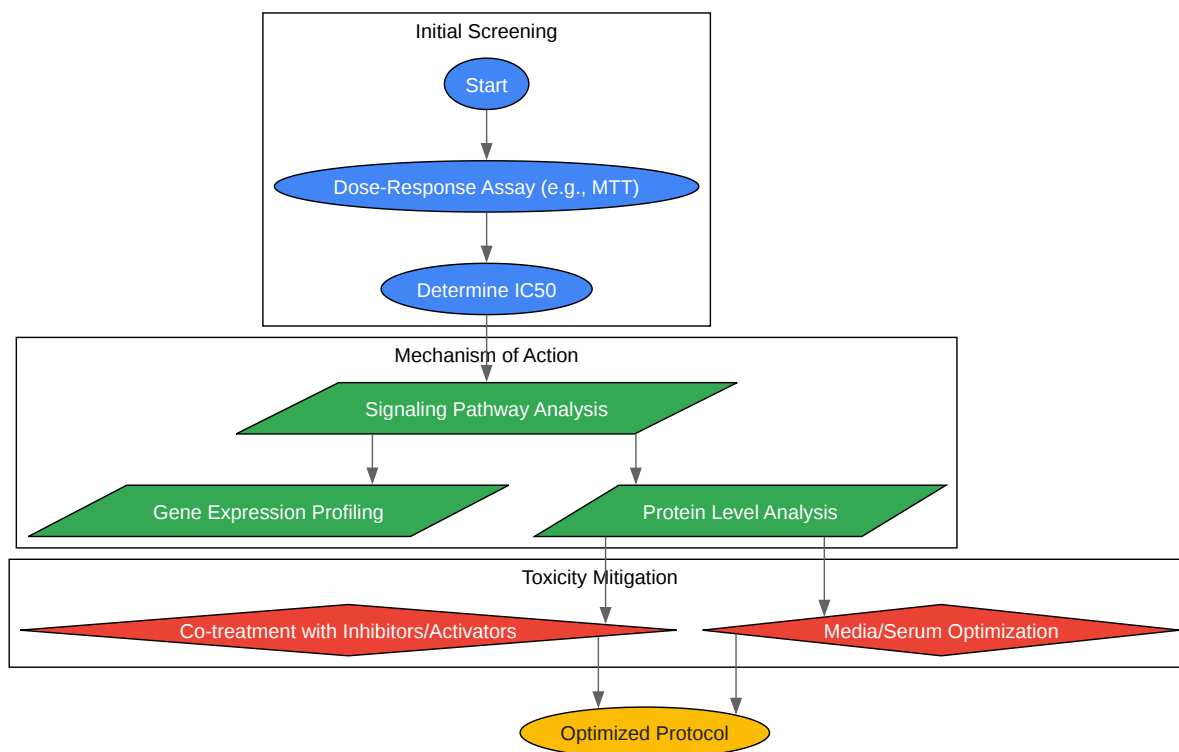 Initial Screening
Start
Dose-Response Assay (e.g., MTT)
Determine IC50
Mechanism of Action
Signaling Pathway Analysis
Gene Expression Profiling
Protein Level Analysis
Toxicity Mitigation
Co-treatment with Inhibitors/Activators
Media/Serum Optimization
Optimized Protocol